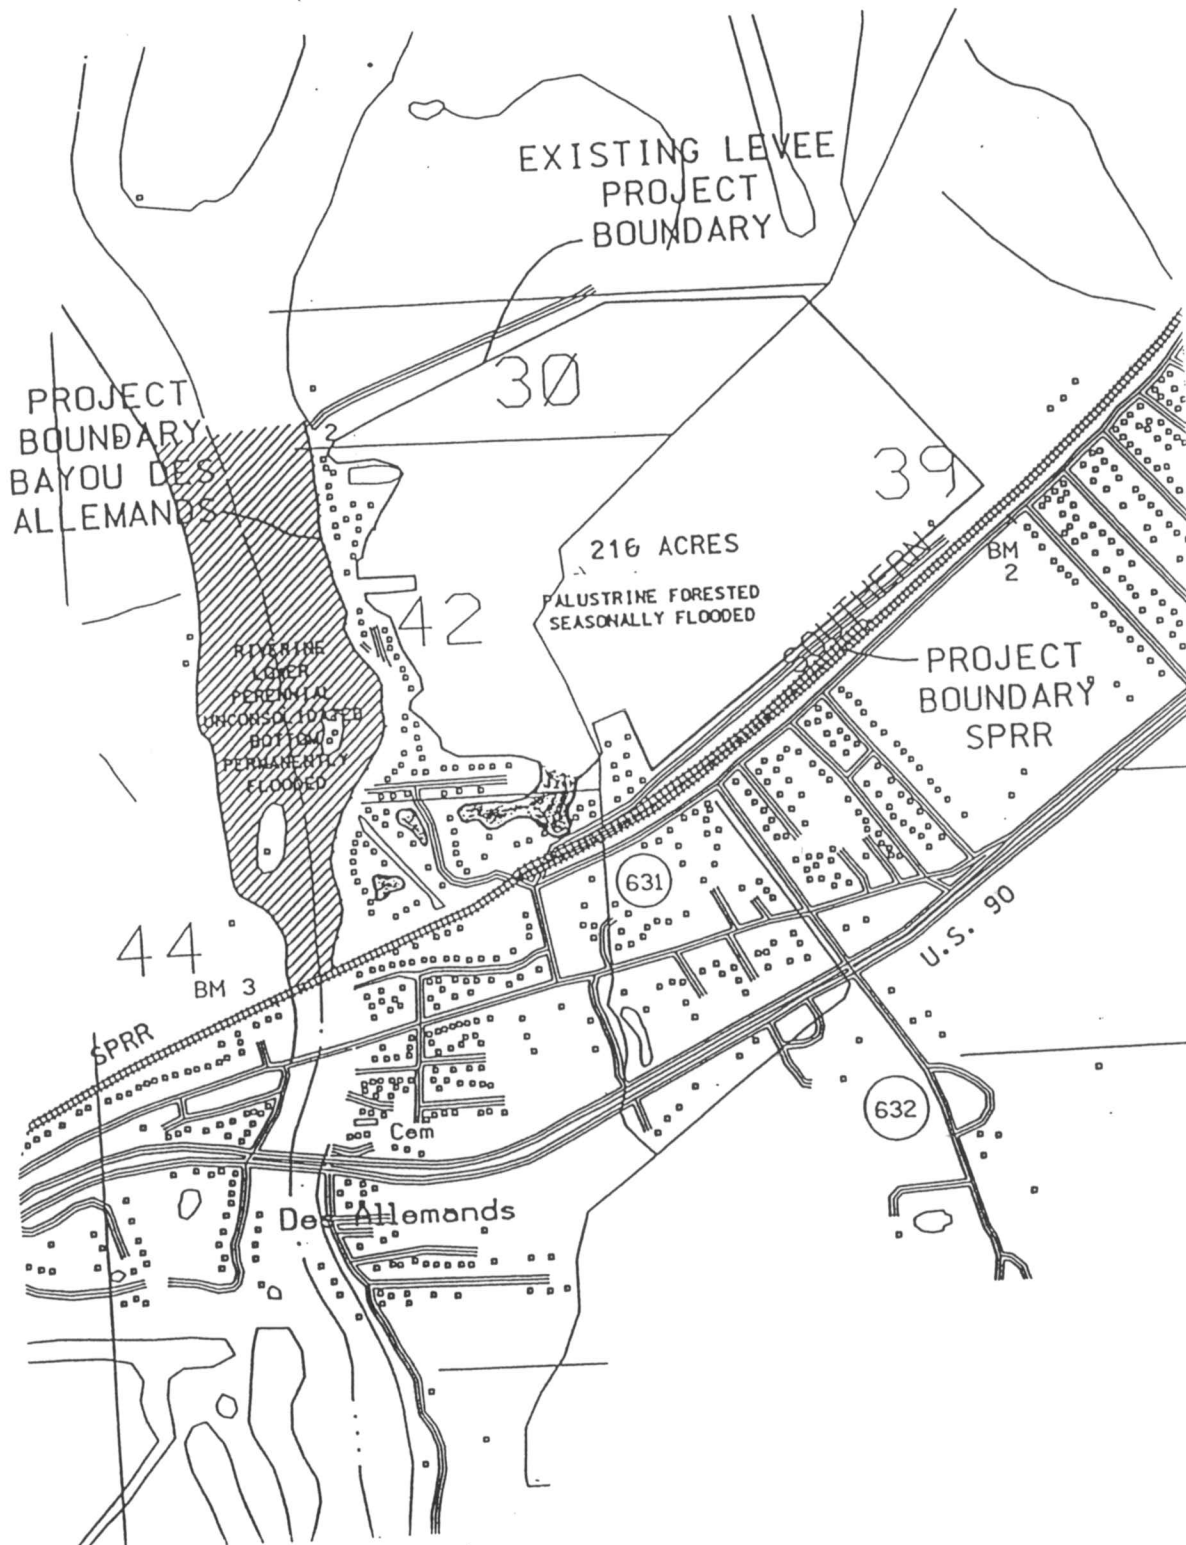 EXISTING LEVEE
PROJECT
BOUNDARY
30
PROJECT
BOUNDARY
BAYOU DES
ALLEMANDS
2
39
216 ACRES
PALUSTRINE FORESTED
SEASONALLY FLOODED
SOUTHERN
BM
2
42
RIVERINE
LOWER
PERENNIAL
UNCONSOLIDATED
BOTTOM
PERMANENTLY
FLOODED
PROJECT
BOUNDARY
SPRR
631
44
BM 3
U.S. 90
SPRR
632
Cem
Des Allemands